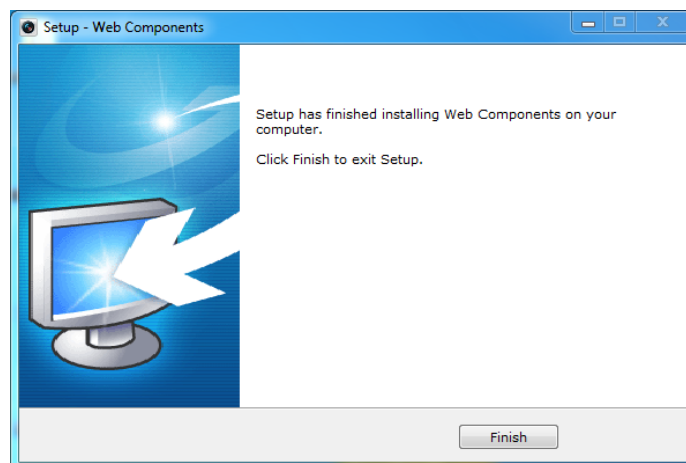 Setup - Web Components
Setup has finished installing Web Components on your
computer.
Click Finish to exit Setup.
Finish